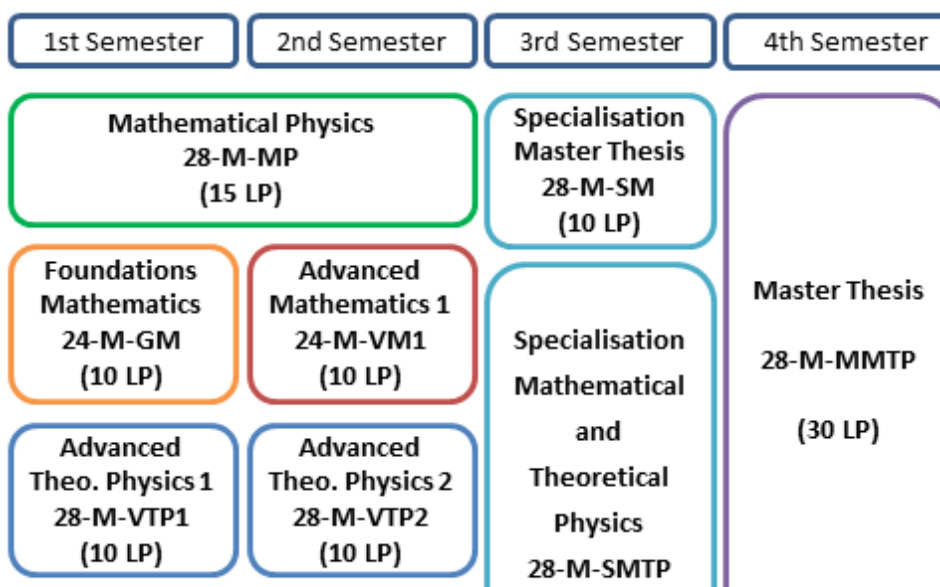 1st Semester
2nd Semester
3rd Semester
4th Semester
Mathematical Physics
28-M-MP
(15 LP)
Foundations
Mathematics
24-M-GM
(10 LP)
Advanced
Mathematics 1
24-M-VM1
(10 LP)
Advanced
Theo. Physics 1
28-M-VTP1
(10 LP)
Advanced
Theo. Physics 2
28-M-VTP2
(10 LP)
Specialisation
Master Thesis
28-M-SM
(10 LP)
Specialisation
Mathematical
and
Theoretical
Physics
28-M-SMTP
Master Thesis
28-M-MMTP
(30 LP)